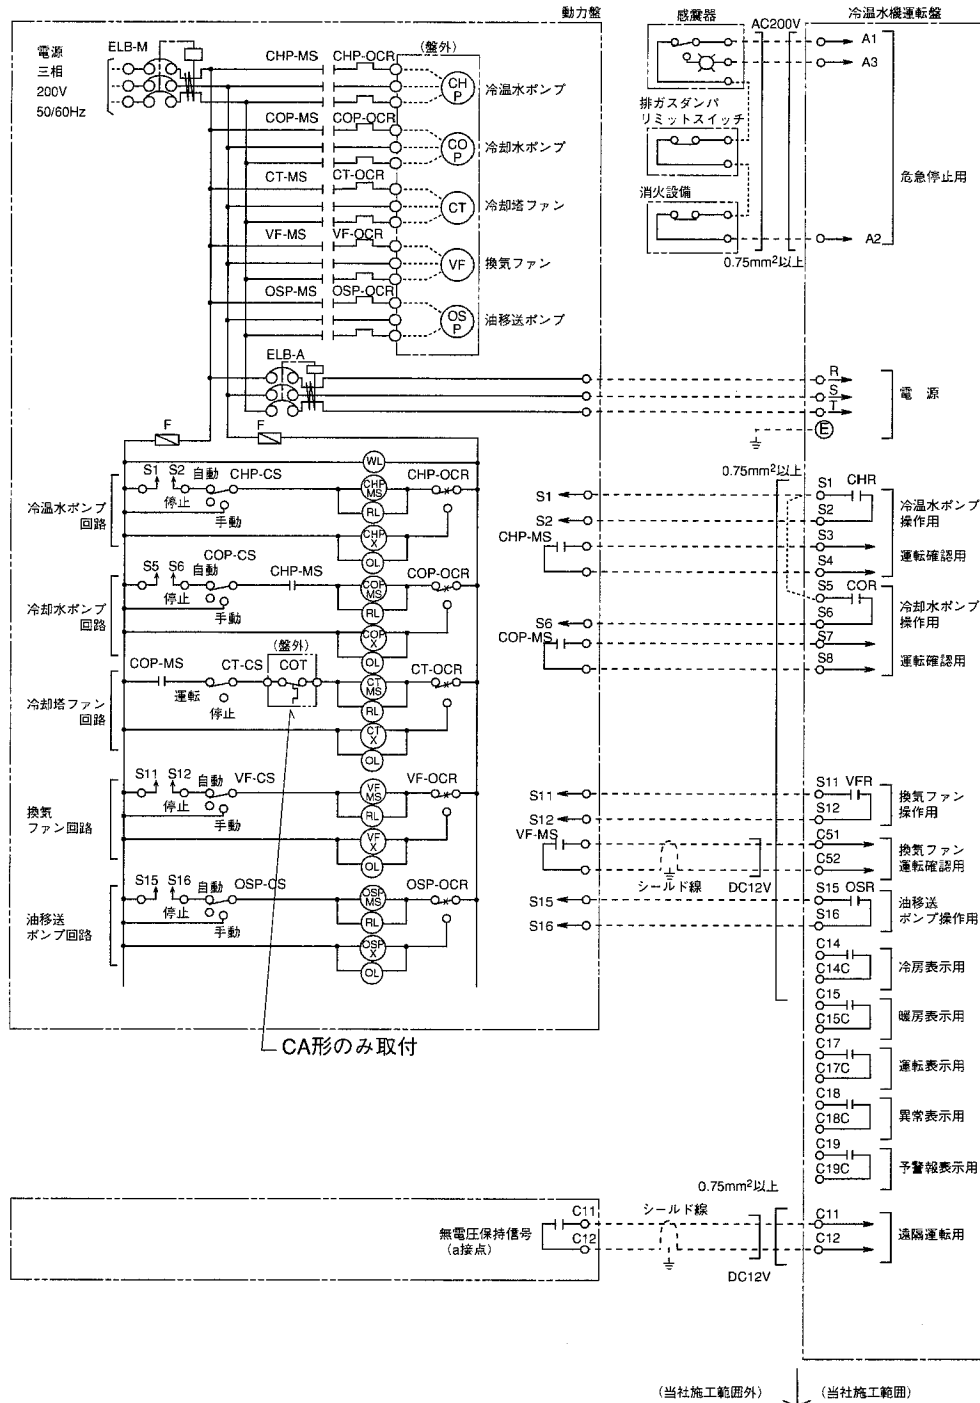 動力盤
感震器
AC200V
冷温水機運転盤
電源
三相
200V
50/60Hz
ELB-M
CHP-MS
CHP-OCR
(盤外)
CH
P
冷温水ポンプ
COP-MS
COP-OCR
CO
P
冷却水ポンプ
CT-MS
CT-OCR
CT
冷却塔ファン
VF-MS
VF-OCR
VF
換気ファン
OSP-MS
OSP-OCR
OS
P
油移送ポンプ
A1
A3
排ガスダンパ
リミットスイッチ
消火設備
A2
危急停止用
0.75mm²以上
ELB-A
R
S
T
E
電 源
F
F
WL
冷温水ポンプ
回路
S1
S2
自動
停止
手動
CHP-CS
CHP
MS
RL
CHP
X
OL
CHP-OCR
冷却水ポンプ
回路
S5
S6
自動
停止
手動
COP-CS
CHP-MS
COP
MS
RL
COP
X
OL
COP-OCR
冷却塔ファン
回路
COP-MS
運転
停止
CT-CS
(盤外)
COT
CT
MS
RL
CT
X
OL
CT-OCR
換気
ファン回路
S11
S12
自動
停止
手動
VF-CS
VF
MS
RL
VF
X
OL
VF-OCR
油移送
ポンプ回路
S15
S16
自動
停止
手動
OSP-CS
OSP
MS
RL
OSP
X
OL
OSP-OCR
CA形のみ取付
0.75mm²以上
S1
S2
CHP-MS
S6
COP-MS
S11
S12
VF-MS
シールド線
DC12V
S15
S16
S1
CHR
S2
冷温水ポンプ
操作用
S3
S4
運転確認用
S5
COR
S6
冷却水ポンプ
操作用
S7
S8
運転確認用
S11
VFR
S12
換気ファン
操作用
C51
C52
換気ファン
運転確認用
S15
OSR
S16
油移送
ポンプ操作用
C14
C14C
冷房表示用
C15
C15C
暖房表示用
C17
C17C
運転表示用
C18
C18C
異常表示用
C19
C19C
予警報表示用
無電圧保持信号
(a接点)
C11
C12
シールド線
0.75mm²以上
DC12V
C11
C12
遠隔運転用
(当社施工範囲外)
(当社施工範囲)